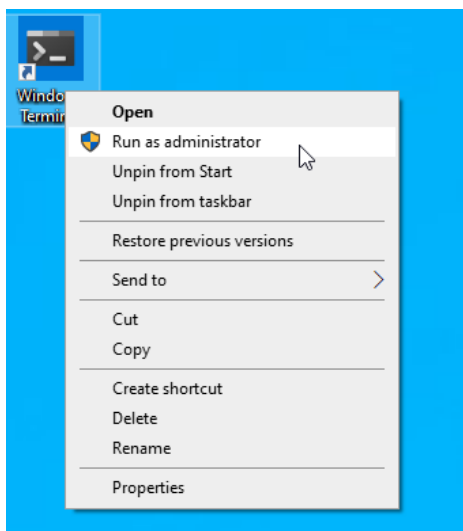 Windo
Termin
Open
Run as administrator
Unpin from Start
Unpin from taskbar
Restore previous versions
Send to
Cut
Copy
Create shortcut
Delete
Rename
Properties